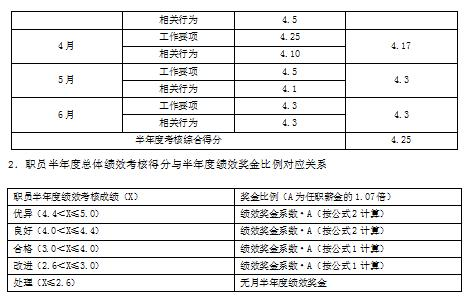 相关行为 4.5
4月 工作要项 4.25 4.17
相关行为 4.10
5月 工作要项 4.5 4.3
相关行为 4.1
6月 工作要项 4.3 4.3
相关行为 4.3
半年度考核综合得分 4.25
2．职员半年度总体绩效考核得分与半年度绩效奖金比例对应关系
职员半年度绩效考核成绩（X） 奖金比例（A为任职薪金的1.07倍）
优异（4.4＜X≤5.0） 绩效奖金系数·A（按公式2计算）
良好（4.0＜X≤4.4） 绩效奖金系数·A（按公式2计算）
合格（3.0＜X≤4.0） 绩效奖金系数·A（按公式1计算）
改进（2.6＜X≤3.0） 绩效奖金系数·A（按公式1计算）
处理（X≤2.6） 无月半年度绩效奖金